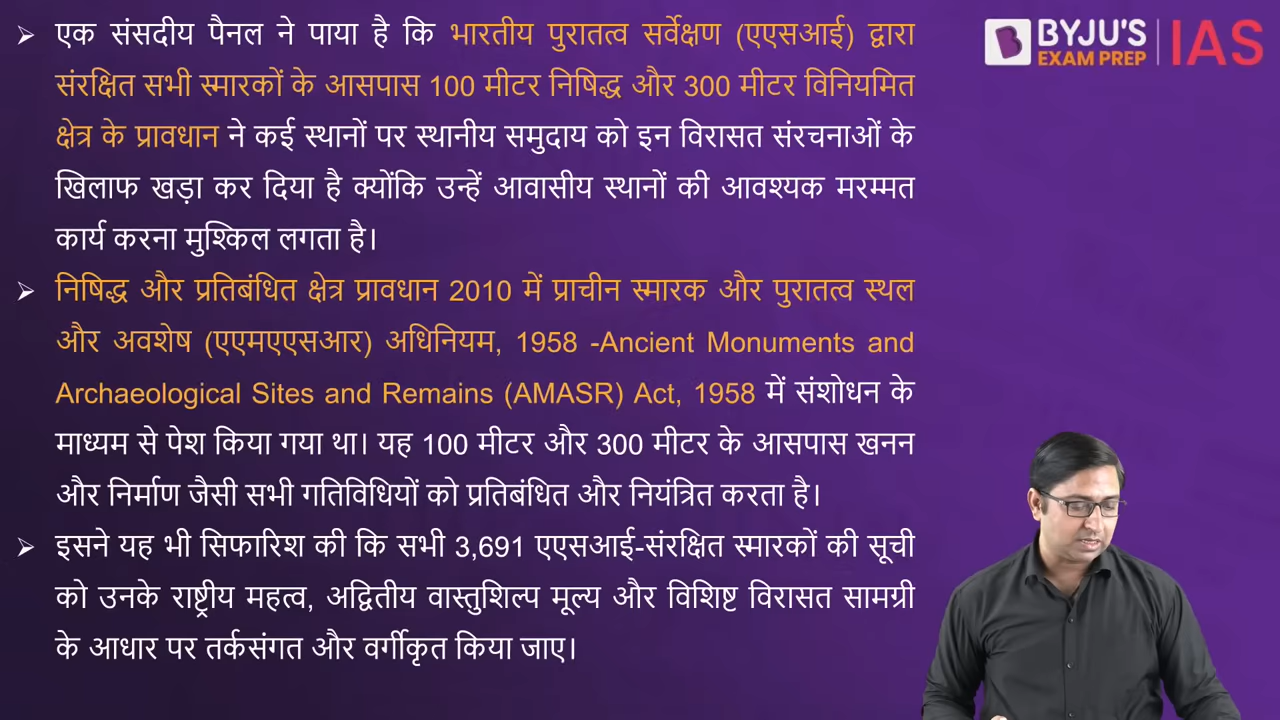 ➢ एक संसदीय पैनल ने पाया है कि भारतीय पुरातत्व सर्वेक्षण (एएसआई) द्वारा
संरक्षित सभी स्मारकों के आसपास 100 मीटर निषिद्ध और 300 मीटर विनियमित
क्षेत्र के प्रावधान ने कई स्थानों पर स्थानीय समुदाय को इन विरासत संरचनाओं के
खिलाफ खड़ा कर दिया है क्योंकि उन्हें आवासीय स्थानों की आवश्यक मरम्मत
कार्य करना मुश्किल लगता है।
➢ निषिद्ध और प्रतिबंधित क्षेत्र प्रावधान 2010 में प्राचीन स्मारक और पुरातत्व स्थल
और अवशेष (एएमएएसआर) अधिनियम, 1958 -Ancient Monuments and
Archaeological Sites and Remains (AMASR) Act, 1958 में संशोधन के
माध्यम से पेश किया गया था। यह 100 मीटर और 300 मीटर के आसपास खनन
और निर्माण जैसी सभी गतिविधियों को प्रतिबंधित और नियंत्रित करता है।
➢ इसने यह भी सिफारिश की कि सभी 3,691 एएसआई-संरक्षित स्मारकों की सूची
को उनके राष्ट्रीय महत्व, अद्वितीय वास्तुशिल्प मूल्य और विशिष्ट विरासत सामग्री
के आधार पर तर्कसंगत और वर्गीकृत किया जाए।
BYJU'S
EXAM PREP
IAS